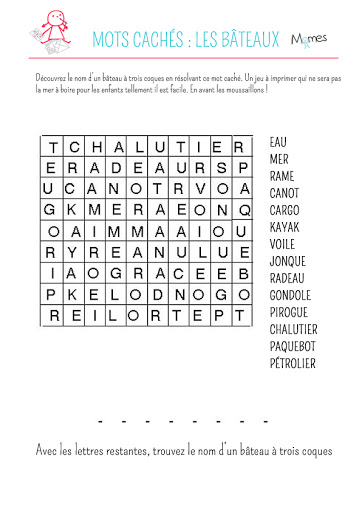 MOTS CACHÉS : LES BÂTEAUX
Momes
Découvrez le nom d'un bâteau à trois coques en résolvant ce mot caché. Un jeu à imprimer qui ne sera pas
la mer à boire pour les enfants tellement il est facile. En avant les moussaillons !
T C H A L U T I E R
E R A D E A U R S P
U C A N O T R V O A
G K M E R A E O N Q
O A I M M A A I O U
R Y R E A N U L U E
I A O G R A C E E B
P K E L O D N O G O
R E I L O R T E P T
EAU
MER
RAME
CANOT
CARGO
KAYAK
VOILE
JONQUE
RADEAU
GONDOLE
PIROGUE
CHALUTIER
PAQUEBOT
PÉTROLIER
- - - - - - - -
Avec les lettres restantes, trouvez le nom d'un bâteau à trois coques